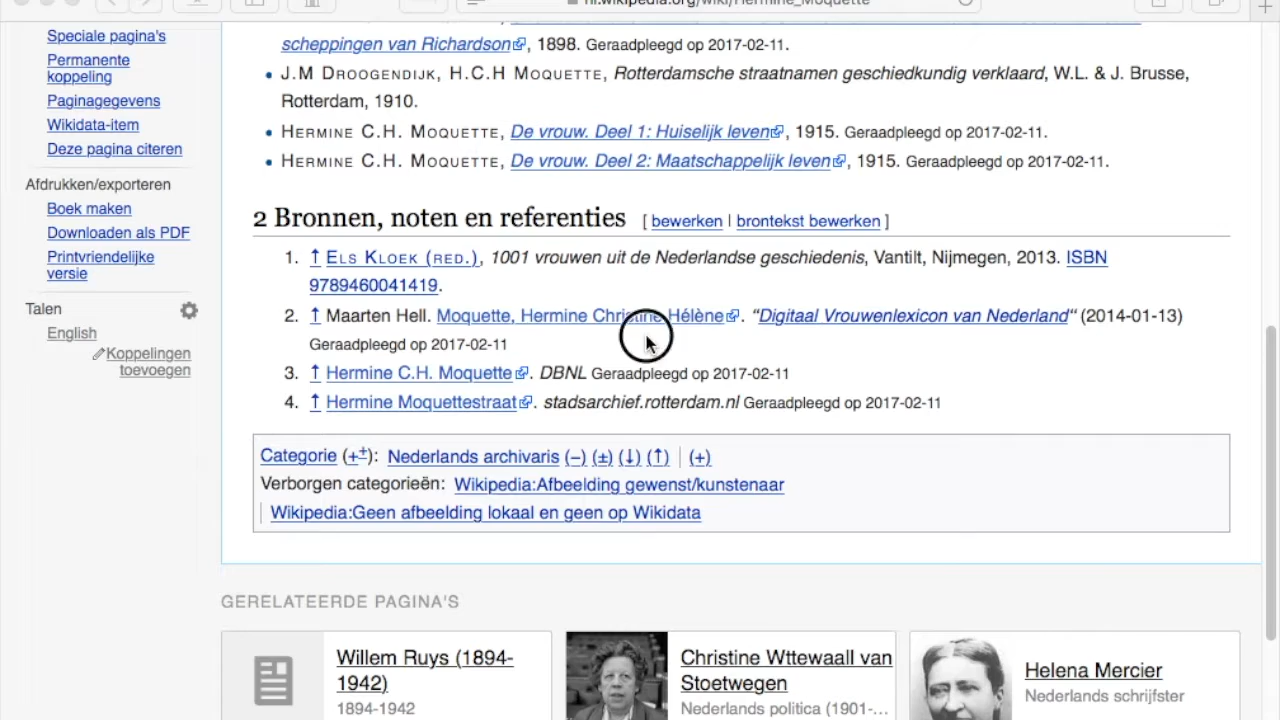 nl.wikipedia.org/wiki/Hermine_Moquette
Speciale pagina's
Permanente
koppeling
Paginagegevens
Wikidata-item
Deze pagina citeren
Afdrukken/exporteren
Boek maken
Downloaden als PDF
Printvriendelijke
versie
Talen
English
Koppelingen
toevoegen
scheppingen van Richardson, 1898. Geraadpleegd op 2017-02-11.
• J.M Droogendijk, H.C.H Moquette, Rotterdamsche straatnamen geschiedkundig verklaard, W.L. & J. Brusse,
Rotterdam, 1910.
• Hermine C.H. Moquette, De vrouw. Deel 1: Huiselijk leven, 1915. Geraadpleegd op 2017-02-11.
• Hermine C.H. Moquette, De vrouw. Deel 2: Maatschappelijk leven, 1915. Geraadpleegd op 2017-02-11.
2 Bronnen, noten en referenties [ bewerken | brontekst bewerken ]
1. ↑ Els Kloek (red.), 1001 vrouwen uit de Nederlandse geschiedenis, Vantilt, Nijmegen, 2013. ISBN
9789460041419.
2. ↑ Maarten Hell. Moquette, Hermine Christine Hélène. “Digitaal Vrouwenlexicon van Nederland“ (2014-01-13)
Geraadpleegd op 2017-02-11
3. ↑ Hermine C.H. Moquette. DBNL Geraadpleegd op 2017-02-11
4. ↑ Hermine Moquettestraat. stadsarchief.rotterdam.nl Geraadpleegd op 2017-02-11
Categorie (+±): Nederlands archivaris (−) (±) (↓) (↑) | (+)
Verborgen categorieën: Wikipedia:Afbeelding gewenst/kunstenaar
| Wikipedia:Geen afbeelding lokaal en geen op Wikidata
GERELATEERDE PAGINA'S
Willem Ruys (1894-
1942)
1894-1942
Christine Wttewaall van
Stoetwegen
Nederlands politica (1901-...
Helena Mercier
Nederlands schrijfster